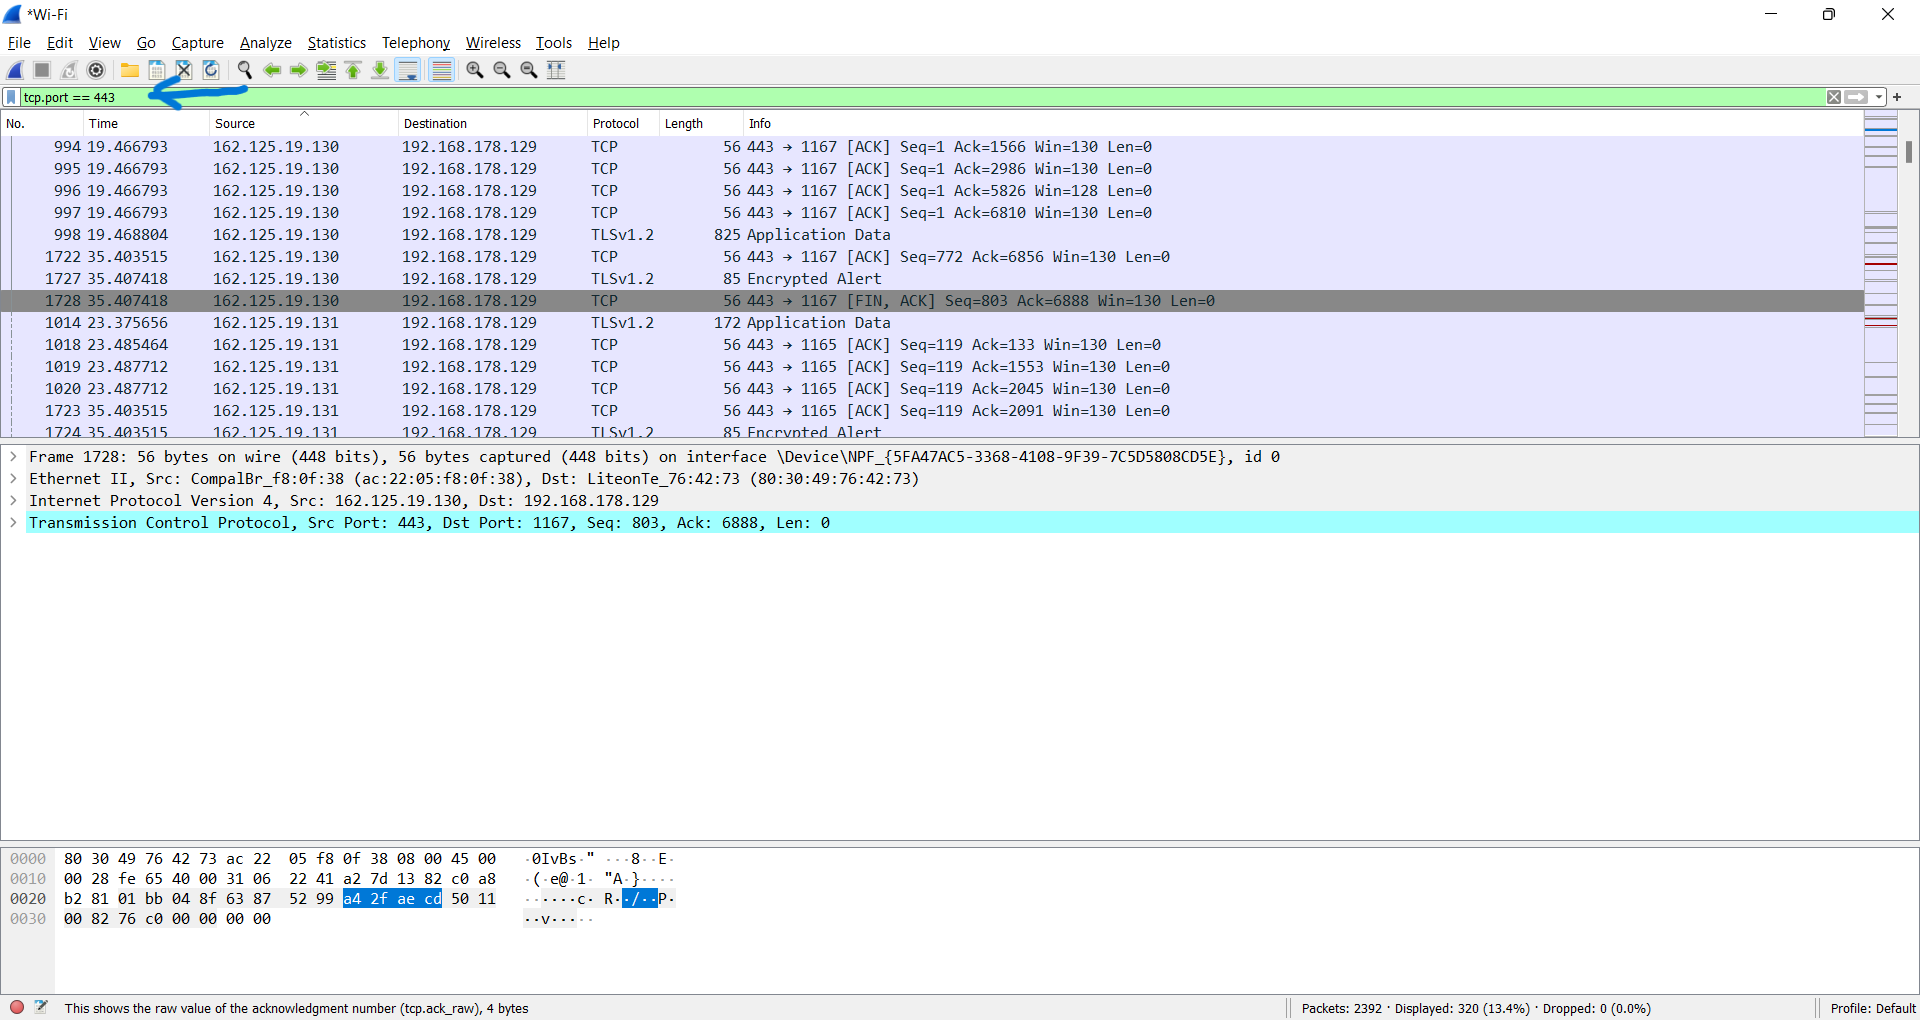 *Wi-Fi
File Edit View Go Capture Analyze Statistics Telephony Wireless Tools Help
tcp.port == 443
No. Time Source Destination Protocol Length Info
994 19.466793 162.125.19.130 192.168.178.129 TCP 56 443 → 1167 [ACK] Seq=1 Ack=1566 Win=130 Len=0
995 19.466793 162.125.19.130 192.168.178.129 TCP 56 443 → 1167 [ACK] Seq=1 Ack=2986 Win=130 Len=0
996 19.466793 162.125.19.130 192.168.178.129 TCP 56 443 → 1167 [ACK] Seq=1 Ack=5826 Win=128 Len=0
997 19.466793 162.125.19.130 192.168.178.129 TCP 56 443 → 1167 [ACK] Seq=1 Ack=6810 Win=130 Len=0
998 19.468804 162.125.19.130 192.168.178.129 TLSv1.2 825 Application Data
1722 35.403515 162.125.19.130 192.168.178.129 TCP 56 443 → 1167 [ACK] Seq=772 Ack=6856 Win=130 Len=0
1727 35.407418 162.125.19.130 192.168.178.129 TLSv1.2 85 Encrypted Alert
1728 35.407418 162.125.19.130 192.168.178.129 TCP 56 443 → 1167 [FIN, ACK] Seq=803 Ack=6888 Win=130 Len=0
1014 23.375656 162.125.19.131 192.168.178.129 TLSv1.2 172 Application Data
1018 23.485464 162.125.19.131 192.168.178.129 TCP 56 443 → 1165 [ACK] Seq=119 Ack=133 Win=130 Len=0
1019 23.487712 162.125.19.131 192.168.178.129 TCP 56 443 → 1165 [ACK] Seq=119 Ack=1553 Win=130 Len=0
1020 23.487712 162.125.19.131 192.168.178.129 TCP 56 443 → 1165 [ACK] Seq=119 Ack=2045 Win=130 Len=0
1723 35.403515 162.125.19.131 192.168.178.129 TCP 56 443 → 1165 [ACK] Seq=119 Ack=2091 Win=130 Len=0
1724 35.403515 162.125.19.131 192.168.178.129 TLSv1.2 85 Encrypted Alert
Frame 1728: 56 bytes on wire (448 bits), 56 bytes captured (448 bits) on interface \Device\NPF_{5FA47AC5-3368-4108-9F39-7C5D5808CD5E}, id 0
Ethernet II, Src: CompalBr_f8:0f:38 (ac:22:05:f8:0f:38), Dst: LiteonTe_76:42:73 (80:30:49:76:42:73)
Internet Protocol Version 4, Src: 162.125.19.130, Dst: 192.168.178.129
Transmission Control Protocol, Src Port: 443, Dst Port: 1167, Seq: 803, Ack: 6888, Len: 0
0000 80 30 49 76 42 73 ac 22 05 f8 0f 38 08 00 45 00 ·0IvBs·" ···8··E·
0010 00 28 fe 65 40 00 31 06 22 41 a2 7d 13 82 c0 a8 ·(·e@·1· "A·}····
0020 b2 81 01 bb 04 8f 63 87 52 99 a4 2f ae cd 50 11 ······c· R··/··P·
0030 00 82 76 c0 00 00 00 00 ··v·····
This shows the raw value of the acknowledgment number (tcp.ack_raw), 4 bytes
Packets: 2392 · Displayed: 320 (13.4%) · Dropped: 0 (0.0%)
Profile: Default